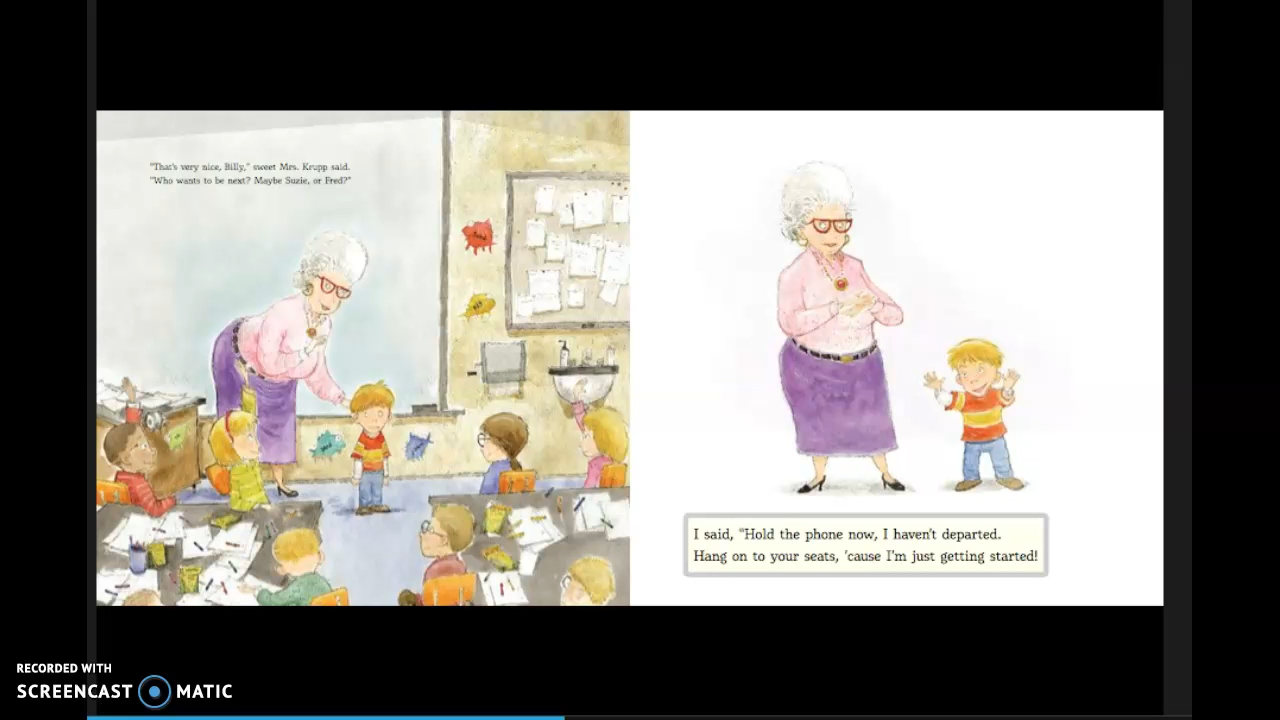 "That's very nice, Billy," sweet Mrs. Krupp said.
"Who wants to be next? Maybe Suzie, or Fred?"
I said, "Hold the phone now, I haven't departed.
Hang on to your seats, 'cause I'm just getting started!
RECORDED WITH
SCREENCAST MATIC